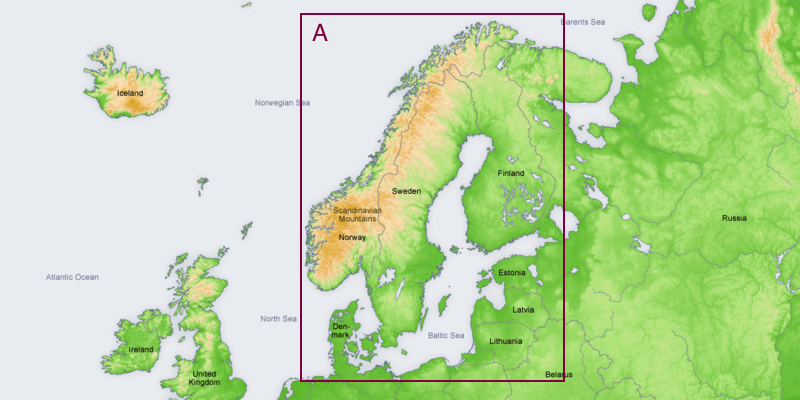 A
Barents Sea
Iceland
Norwegian Sea
Finland
Sweden
Scandinavian
Mountains
Russia
Norway
Atlantic Ocean
Estonia
North Sea
Latvia
Den-
mark
Baltic Sea
Lithuania
Ireland
United
Kingdom
Belarus